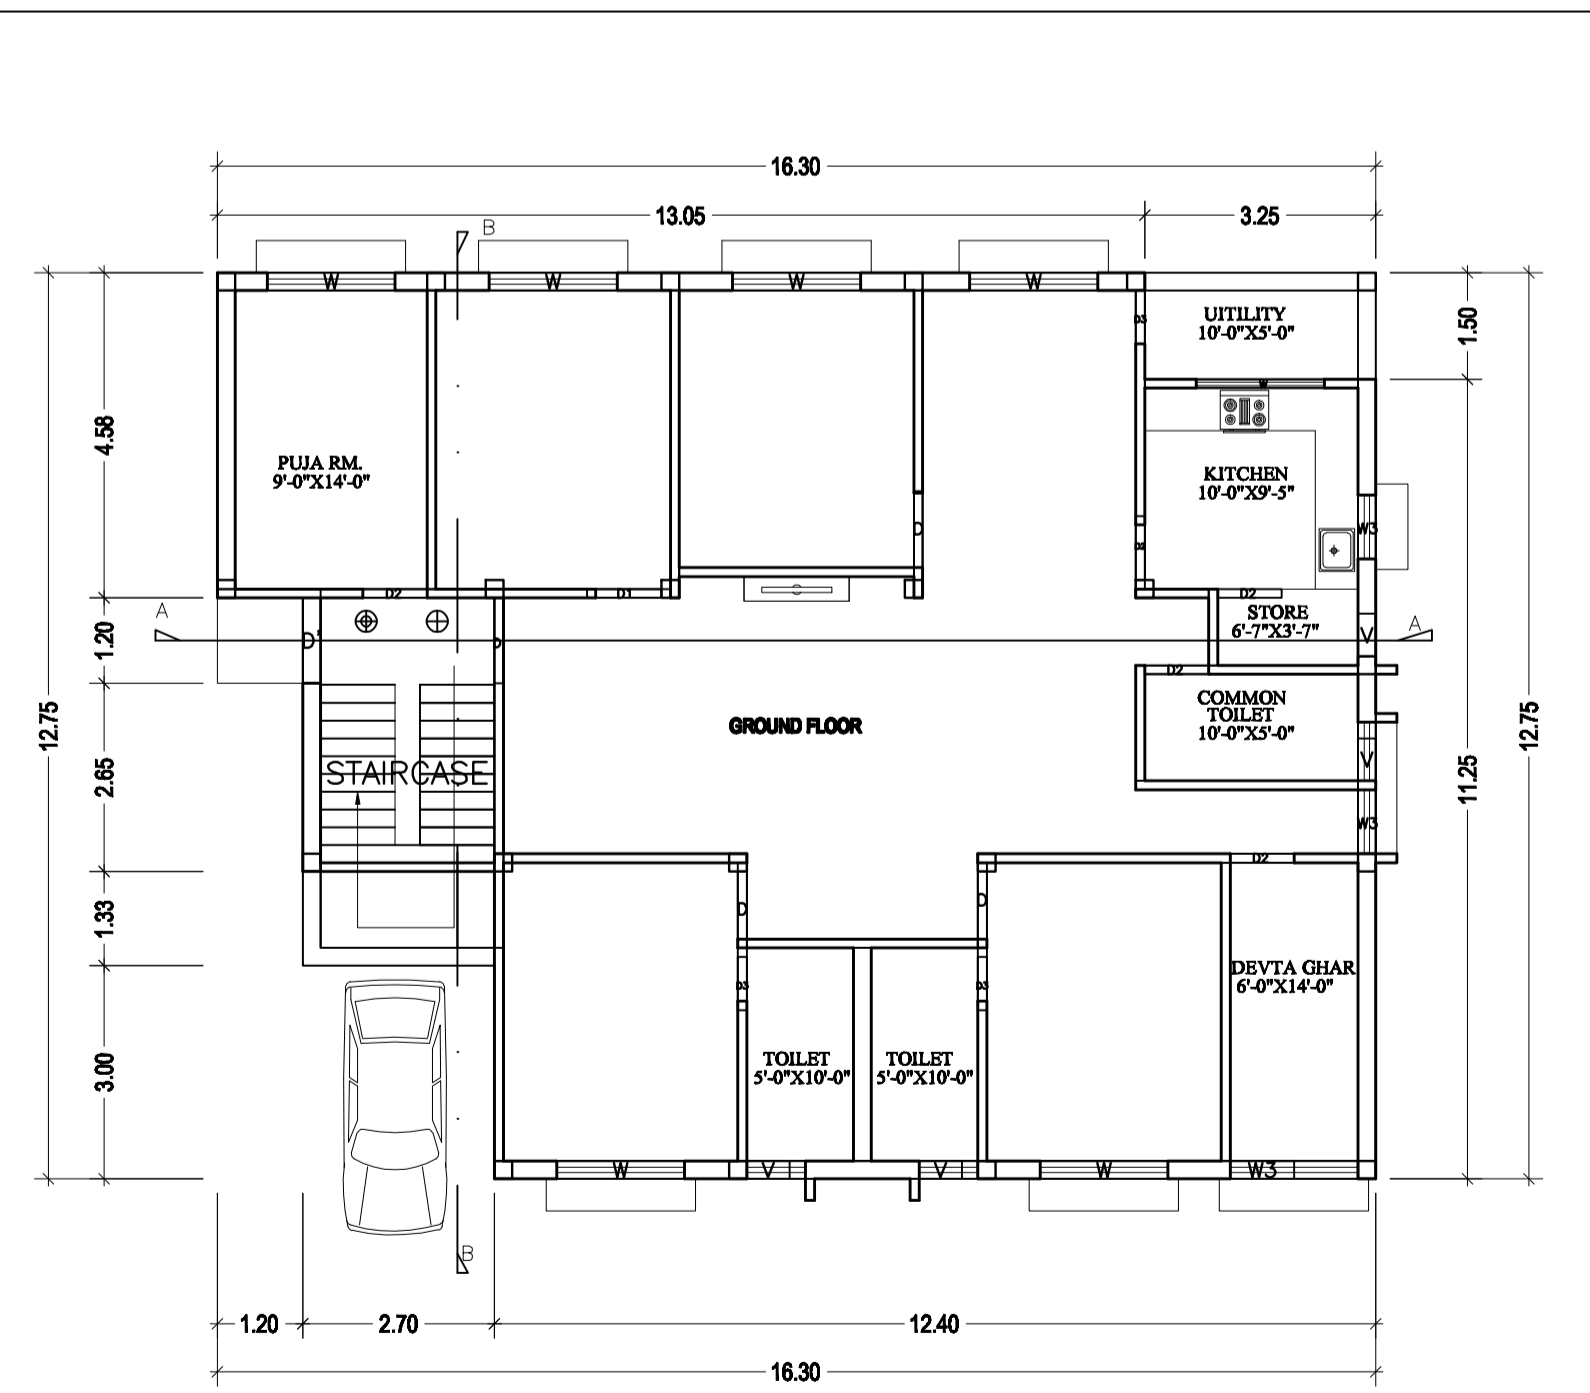 16.30
13.05
3.25
B
W
W
W
W
UITILITY
10'-0"X5'-0"
D3
1.50
W
4.58
PUJA RM.
9'-0"X14'-0"
KITCHEN
10'-0"X9'-5"
D
W3
D2
D2
D1
D2
A
1.20
STORE
6'-7"X3'-7"
V
A
D'
D
D2
COMMON
TOILET
10'-0"X5'-0"
12.75
GROUND FLOOR
12.75
2.65
STAIRCASE
V
11.25
W3
D2
1.33
D
D
DEVTA GHAR
6'-0"X14'-0"
D3
D3
3.00
TOILET
5'-0"X10'-0"
TOILET
5'-0"X10'-0"
W
V
V
W
W3
B
1.20
2.70
12.40
16.30